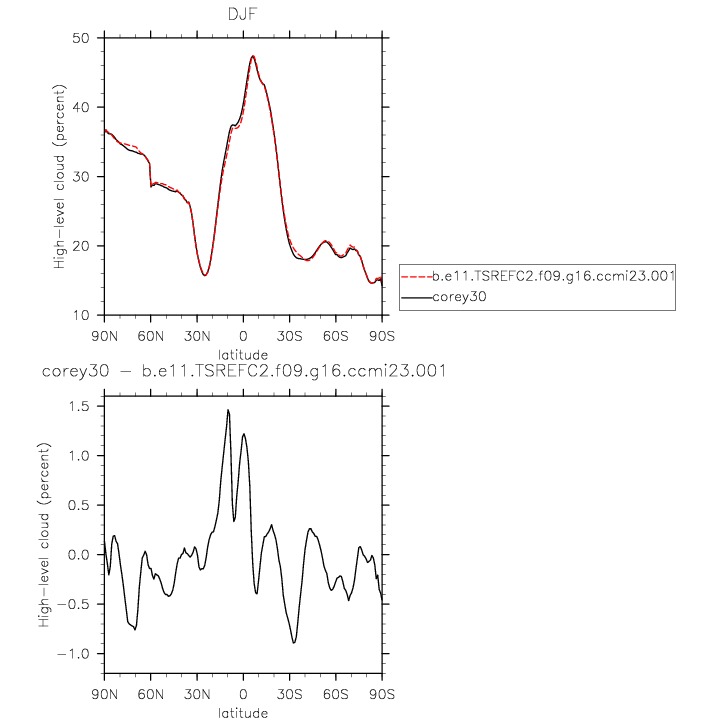 DJF
50
40
30
20
10
High-level cloud (percent)
90N 60N 30N 0 30S 60S 90S
latitude
b.e11.TSREFC2.f09.g16.ccmi23.001
corey30
corey30 - b.e11.TSREFC2.f09.g16.ccmi23.001
1.5
1.0
0.5
0.0
-0.5
-1.0
High-level cloud (percent)
90N 60N 30N 0 30S 60S 90S
latitude